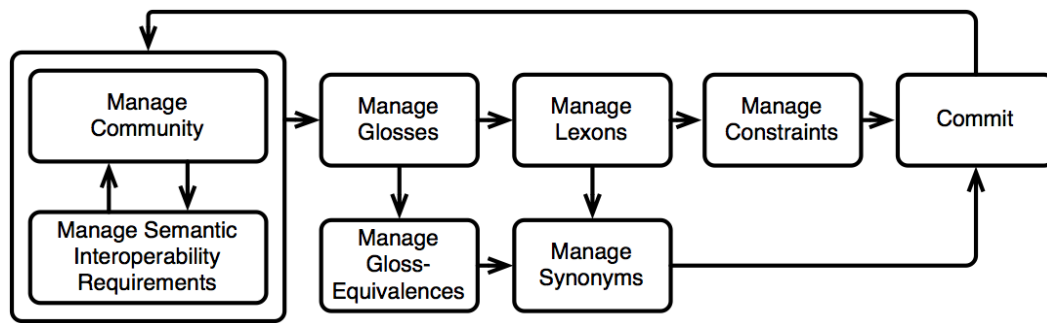 Manage
Community
Manage Semantic
Interoperability
Requirements
Manage
Glosses
Manage
Gloss-
Equivalences
Manage
Lexons
Manage
Synonyms
Manage
Constraints
Commit